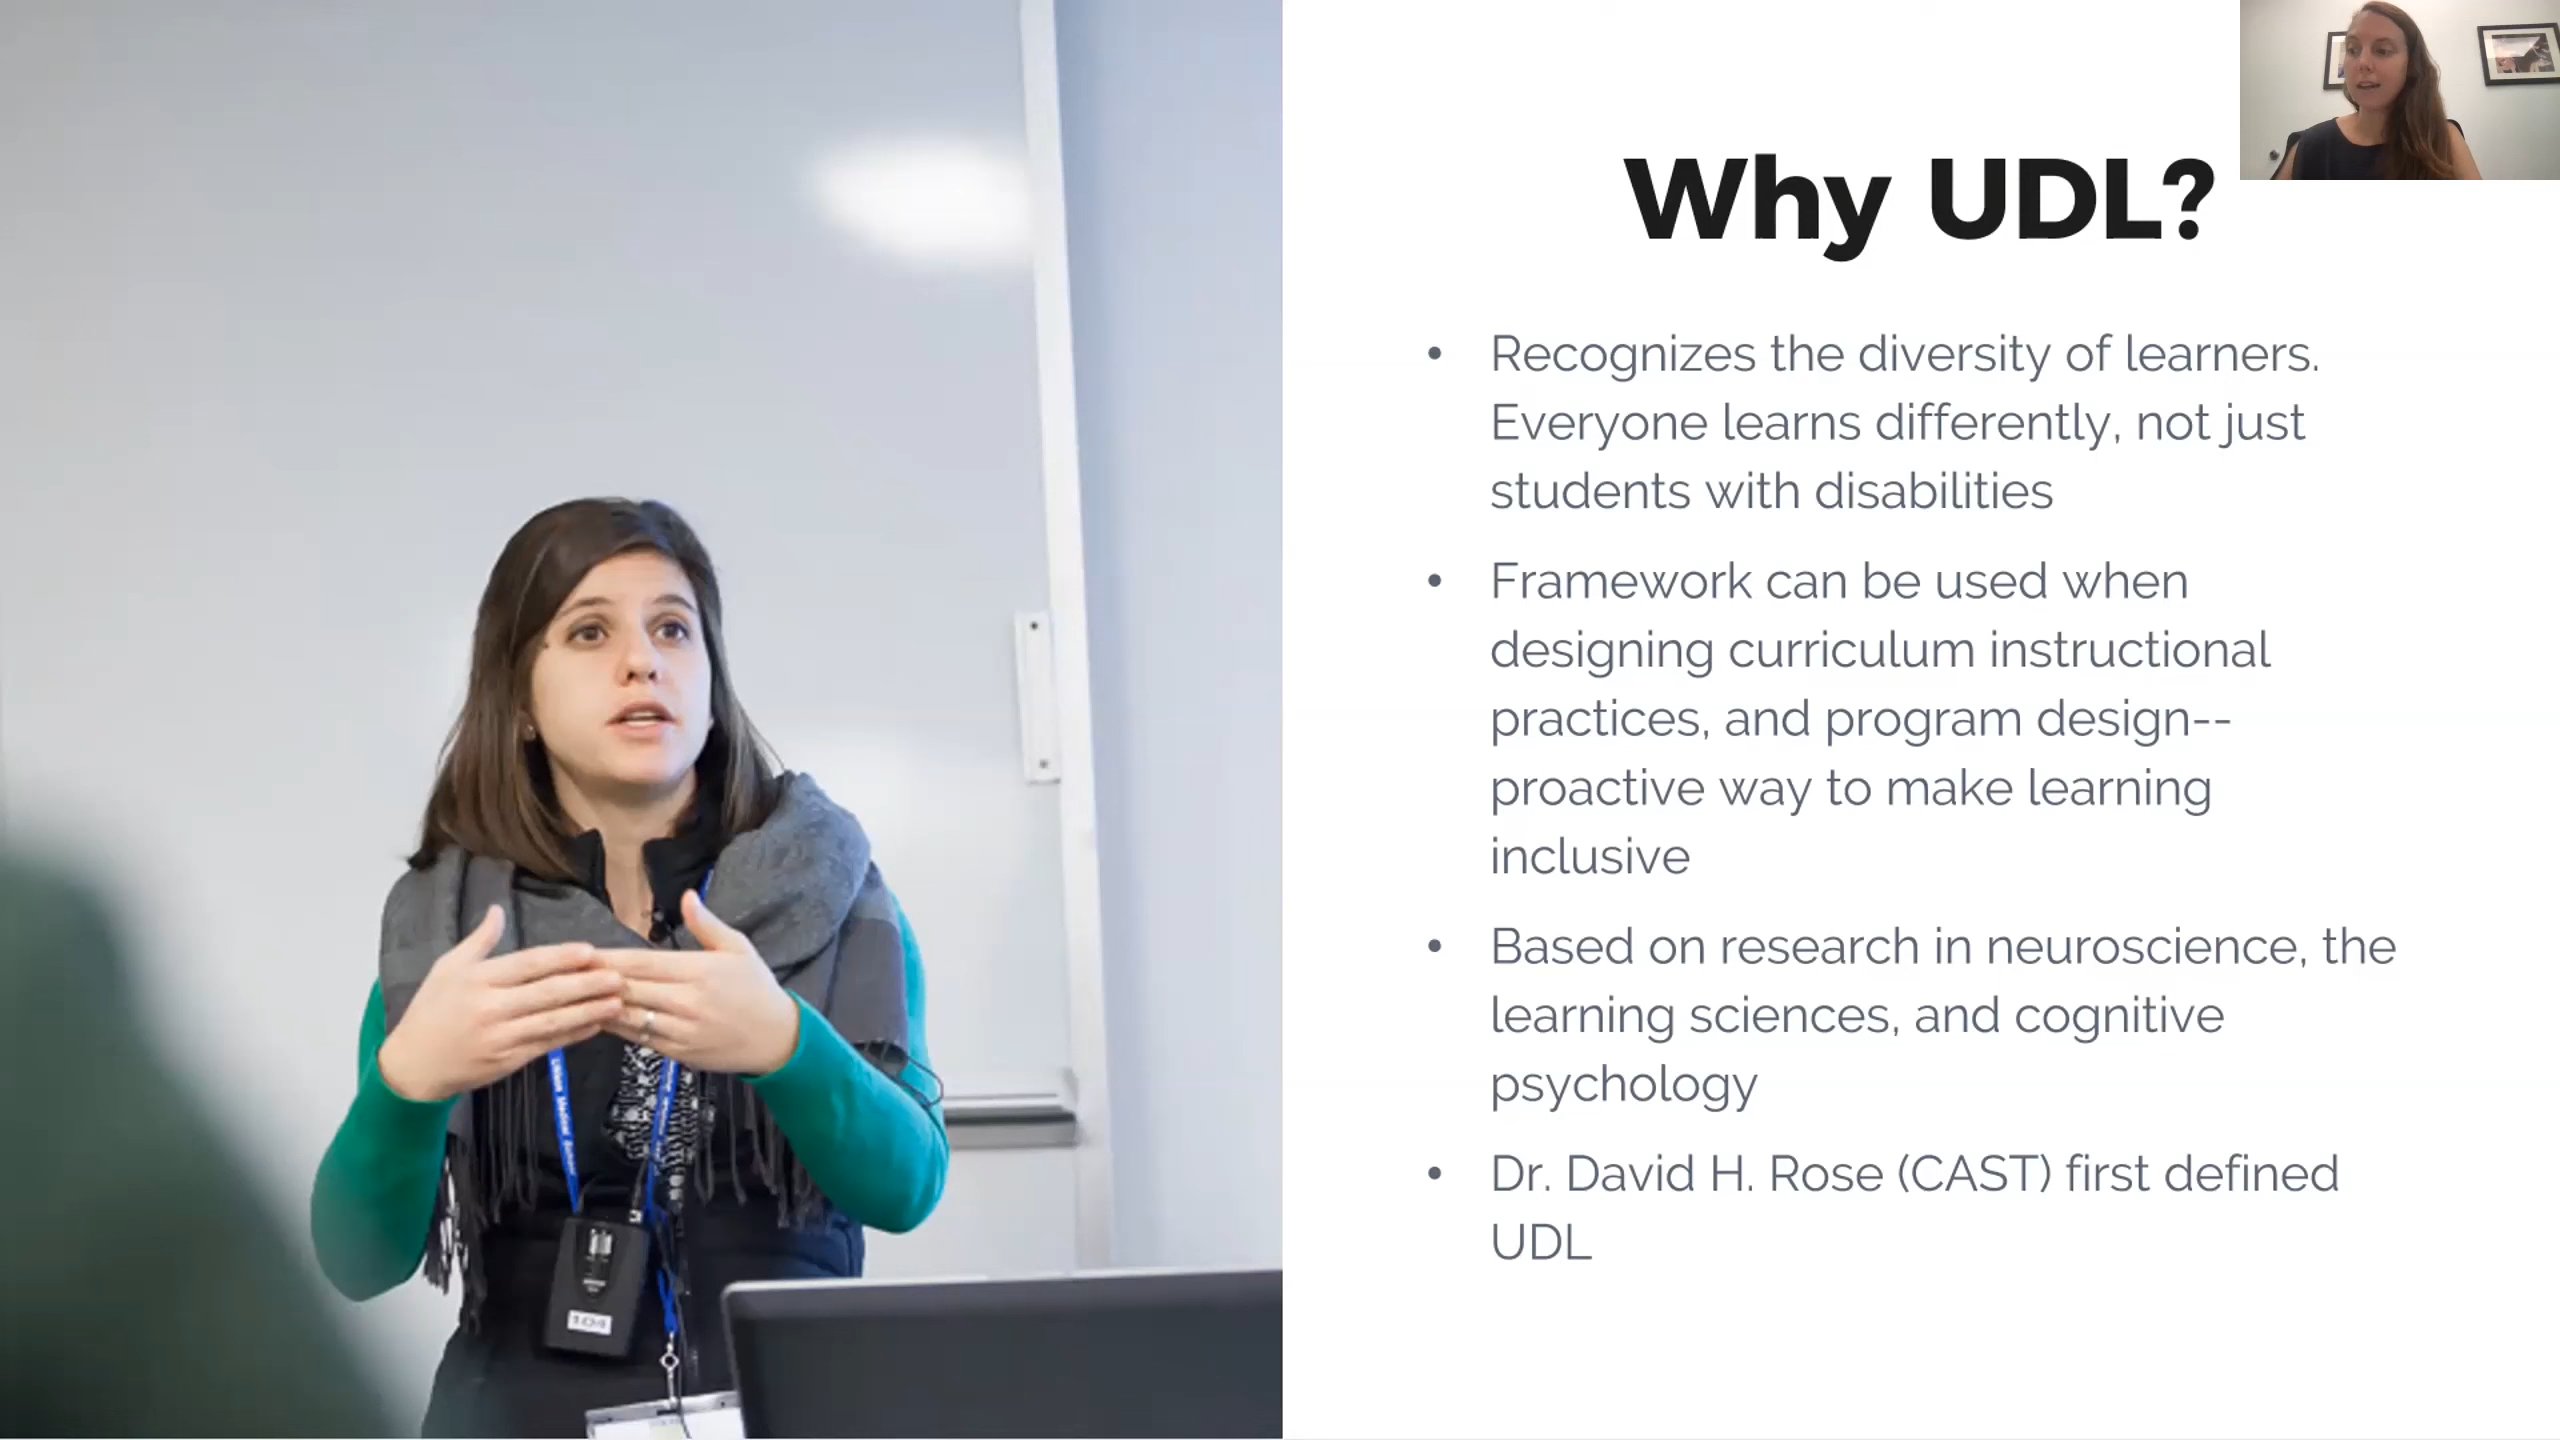 Why UDL?
• Recognizes the diversity of learners.
Everyone learns differently, not just
students with disabilities
• Framework can be used when
designing curriculum instructional
practices, and program design--
proactive way to make learning
inclusive
• Based on research in neuroscience, the
learning sciences, and cognitive
psychology
• Dr. David H. Rose (CAST) first defined
UDL